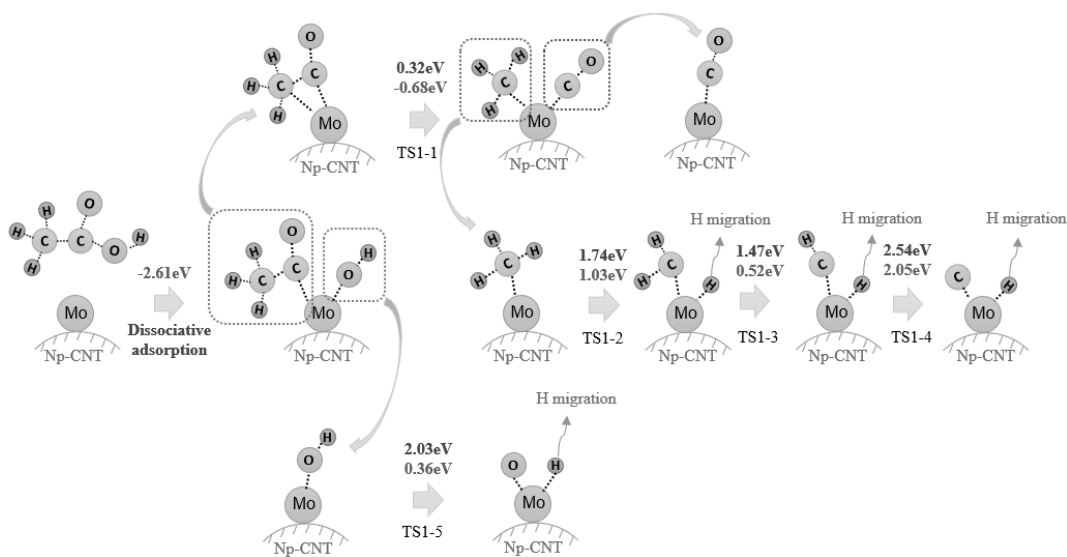 O
C
C
H
H
H
Mo
Np-CNT
0.32eV
-0.68eV
TS1-1
H
H
H
C
C
O
Mo
Np-CNT
O
C
Mo
Np-CNT
H
H
H
C
C
O
O
H
Mo
Np-CNT
-2.61eV
Dissociative
adsorption
H
H
H
C
C
O
O
H
Mo
Np-CNT
H
H
H
C
Mo
Np-CNT
1.74eV
1.03eV
TS1-2
H migration
H
H
C
H
Mo
Np-CNT
1.47eV
0.52eV
TS1-3
H migration
H
C
H
Mo
Np-CNT
2.54eV
2.05eV
TS1-4
H migration
C
H
Mo
Np-CNT
H
O
Mo
Np-CNT
2.03eV
0.36eV
TS1-5
H migration
O
H
Mo
Np-CNT